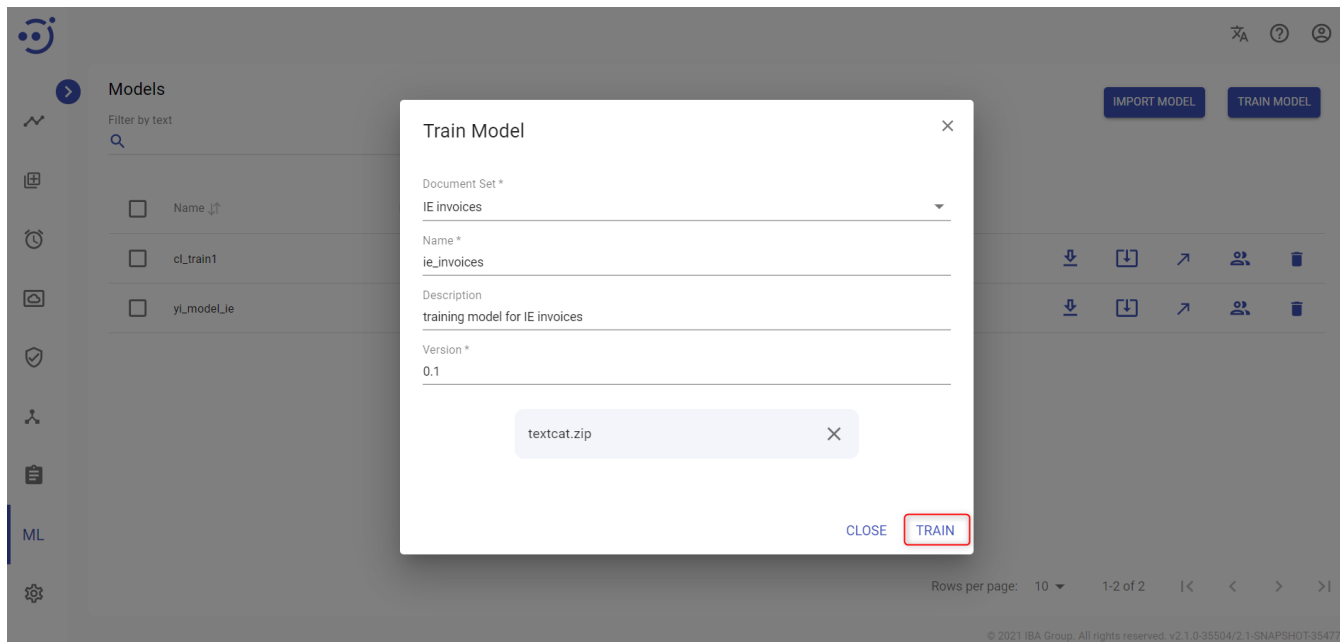 Models
IMPORT MODEL
TRAIN MODEL
Filter by text
Name
cl_train1
yi_model_ie
Train Model
Document Set *
IE invoices
Name *
ie_invoices
Description
training model for IE invoices
Version *
0.1
textcat.zip
CLOSE
TRAIN
ML
Rows per page: 10 1-2 of 2
© 2021 IBA Group. All rights reserved. v2.1.0-35504/2.1-SNAPSHOT-35477